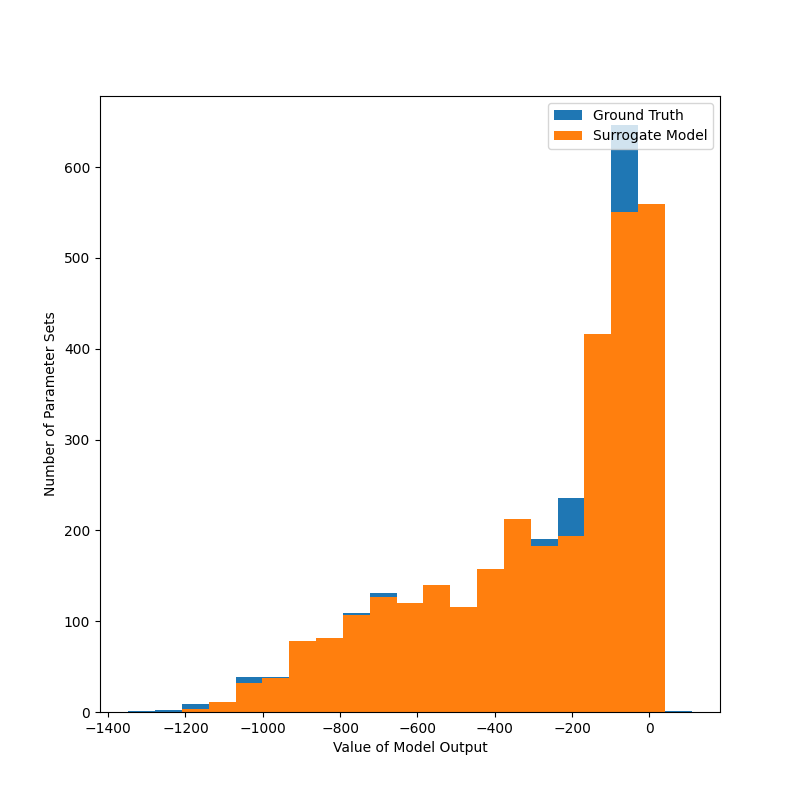 Ground Truth
Surrogate Model
600
500
400
300
200
100
0
Number of Parameter Sets
−1400 −1200 −1000 −800 −600 −400 −200 0
Value of Model Output